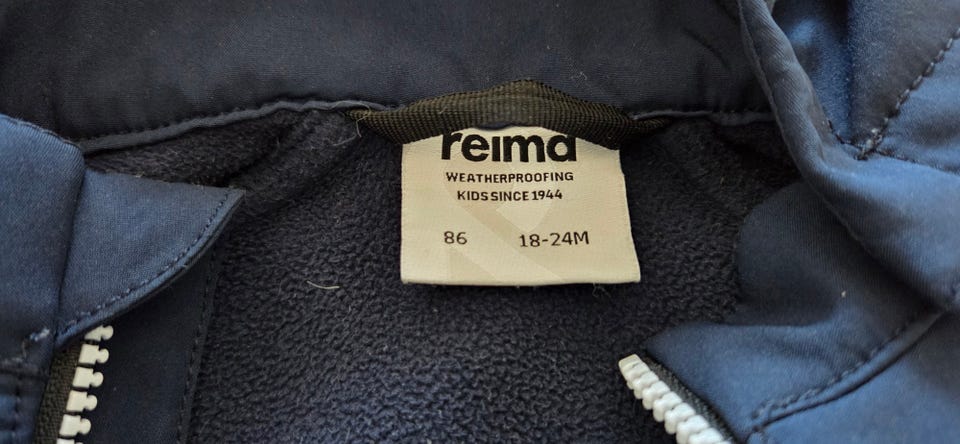 reima
WEATHERPROOFING
KIDS SINCE 1944
86 18-24M